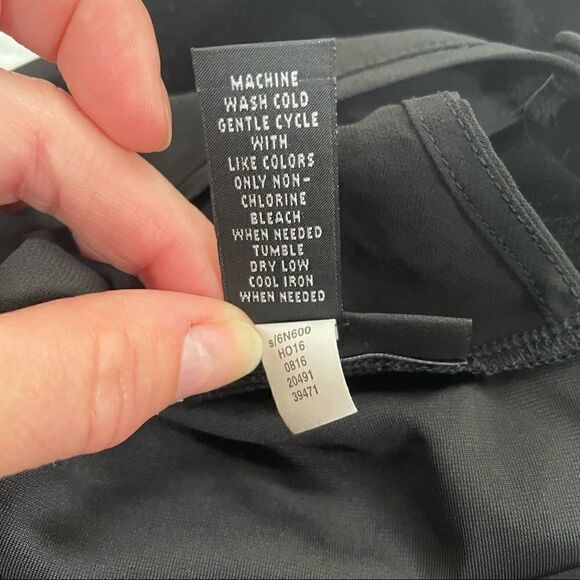 MACHINE
WASH COLD
GENTLE CYCLE
WITH
LIKE COLORS
ONLY NON-
CHLORINE
BLEACH
WHEN NEEDED
TUMBLE
DRY LOW
COOL IRON
WHEN NEEDED
s/6N600
HO16
0816
20491
39471